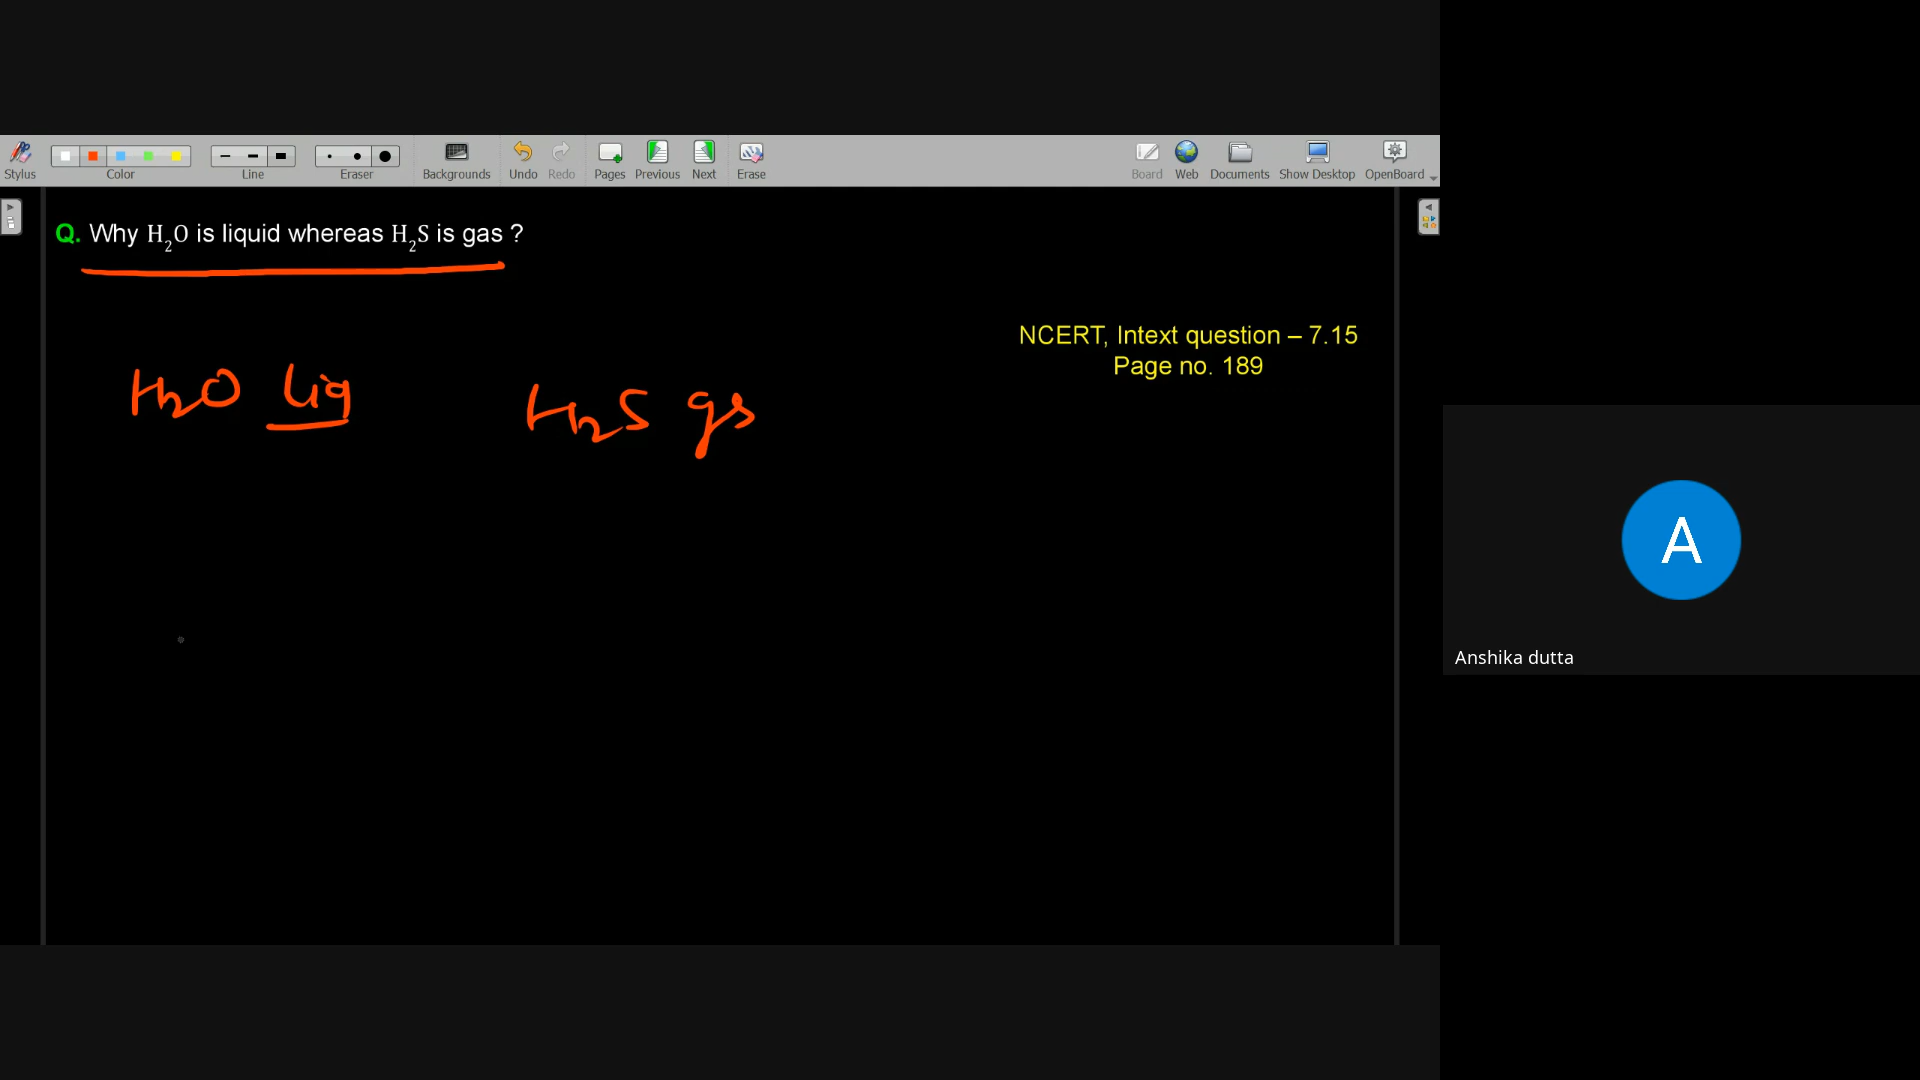 Stylus Color Line Eraser Backgrounds Undo Redo Pages Previous Next Erase Board Web Documents Show Desktop OpenBoard
Q. Why H₂O is liquid whereas H₂S is gas ?
NCERT, Intext question – 7.15
Page no. 189
H₂O liq H₂S gs
A
Anshika dutta